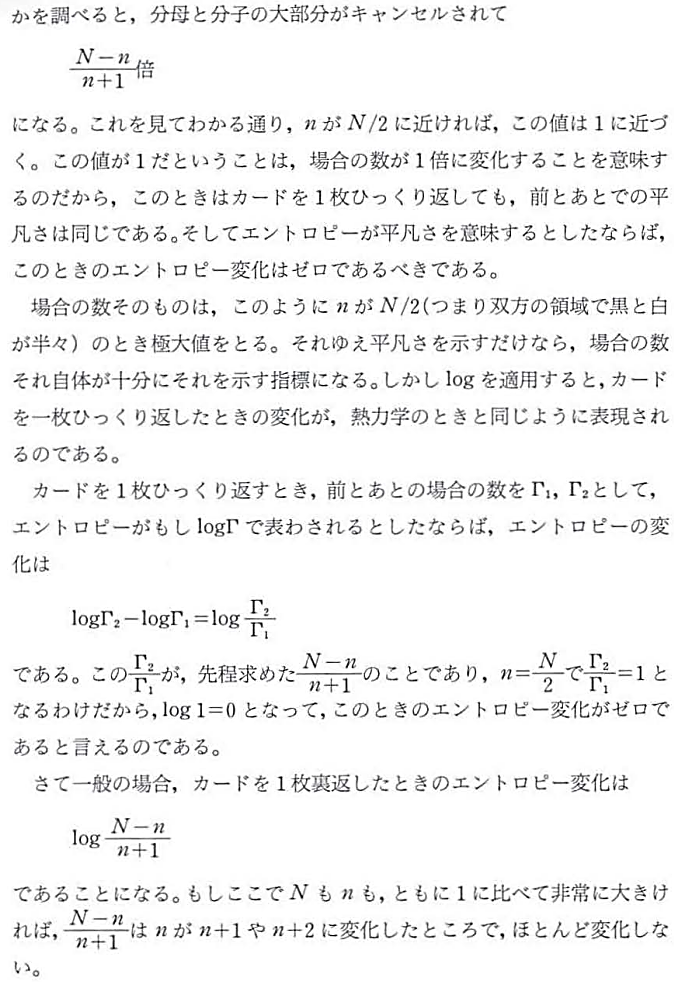 かを調べると，分母と分子の大部分がキャンセルされて
N－n/n＋1 倍
になる。これを見てわかる通り，n が N/2 に近ければ，この値は 1 に近づ
く。この値が 1 だということは，場合の数が 1 倍に変化することを意味す
るのだから，このときはカードを 1 枚ひっくり返しても，前とあとでの平
凡さは同じである。そしてエントロピーが平凡さを意味するとしたならば，
このときのエントロピー変化はゼロであるべきである。
場合の数そのものは，このように n が N/2(つまり双方の領域で黒と白
が半々）のとき極大値をとる。それゆえ平凡さを示すだけなら，場合の数
それ自体が十分にそれを示す指標になる。しかし log を適用すると，カード
を一枚ひっくり返したときの変化が，熱力学のときと同じように表現され
るのである。
カードを 1 枚ひっくり返すとき，前とあとの場合の数を Γ₁, Γ₂として，
エントロピーがもし logΓ で表わされるとしたならば，エントロピーの変
化は
logΓ₂－logΓ₁＝log Γ₂/Γ₁
である。この Γ₂/Γ₁ が，先程求めた N－n/n＋1 のことであり，n＝N/2 で Γ₂/Γ₁＝1 と
なるわけだから，log 1＝0 となって，このときのエントロピー変化がゼロで
あると言えるのである。
さて一般の場合，カードを 1 枚裏返したときのエントロピー変化は
log N－n/n＋1
であることになる。もしここで N も n も，ともに 1 に比べて非常に大きけ
れば，N－n/n＋1 は n が n＋1 や n＋2 に変化したところで，ほとんど変化しな
い。